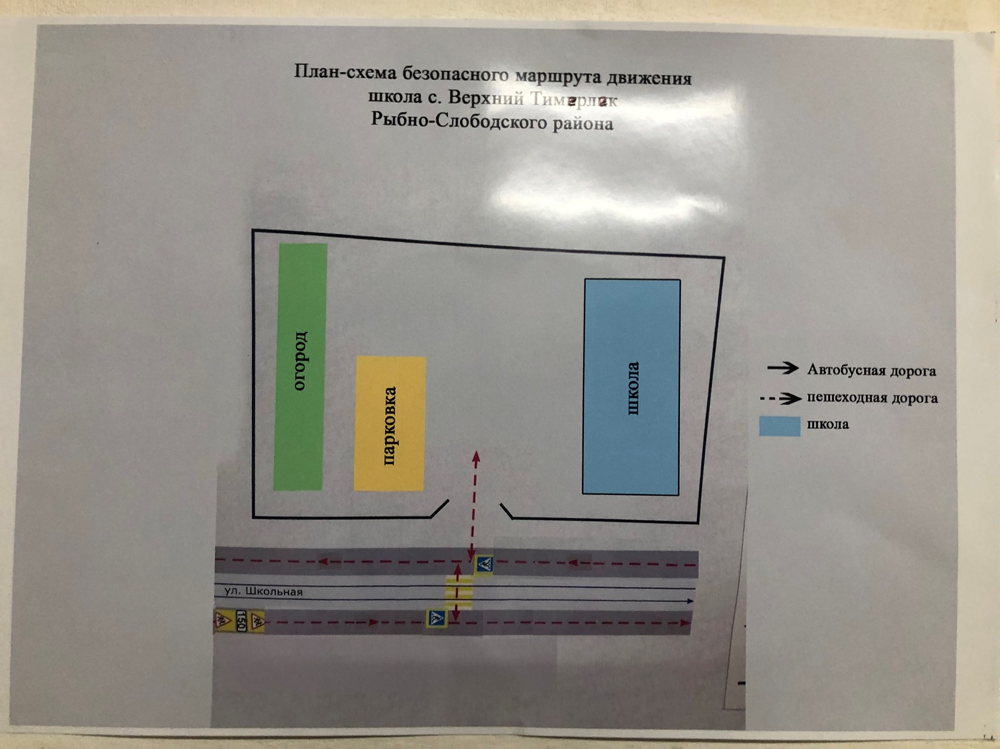 План-схема безопасного маршрута движения
школа с. Верхний Тимерлек
Рыбно-Слободского района
огород
парковка
школа
Автобусная дорога
пешеходная дорога
школа
ул. Школьная
150